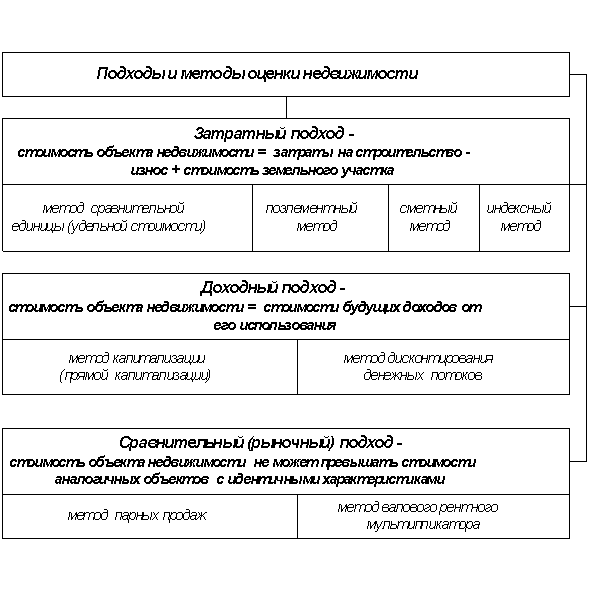 Подходы и методы оценки недвижимости
Затратный подход -
стоимость объекта недвижимости = затраты на строительство -
износ + стоимость земельного участка
метод сравнительной
единицы (удельной стоимости)
поэлементный
метод
сметный
метод
индексный
метод
Доходный подход -
стоимость объекта недвижимости = стоимости будущих доходов от
его использования
метод капитализации
(прямой капитализации)
метод дисконтирования
денежных потоков
Сравнительный (рыночный) подход -
стоимость объекта недвижимости не может превышать стоимости
аналогичных объектов с идентичными характеристиками
метод парных продаж
метод валового рентного
мультипликатора